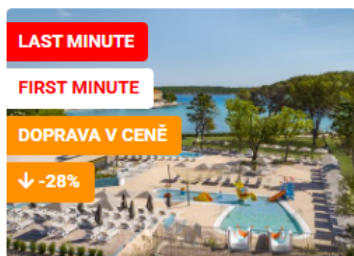 LAST MINUTE
FIRST MINUTE
DOPRAVA V CENĚ
↓ -28%